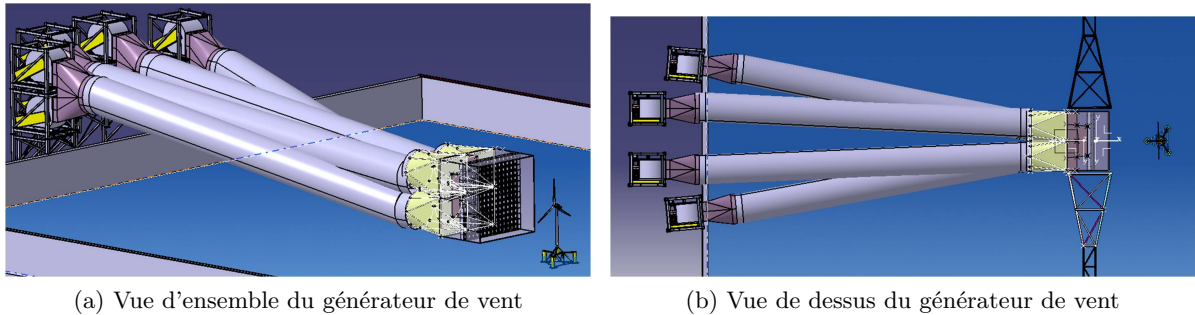 (a) Vue d'ensemble du générateur de vent
(b) Vue de dessus du générateur de vent